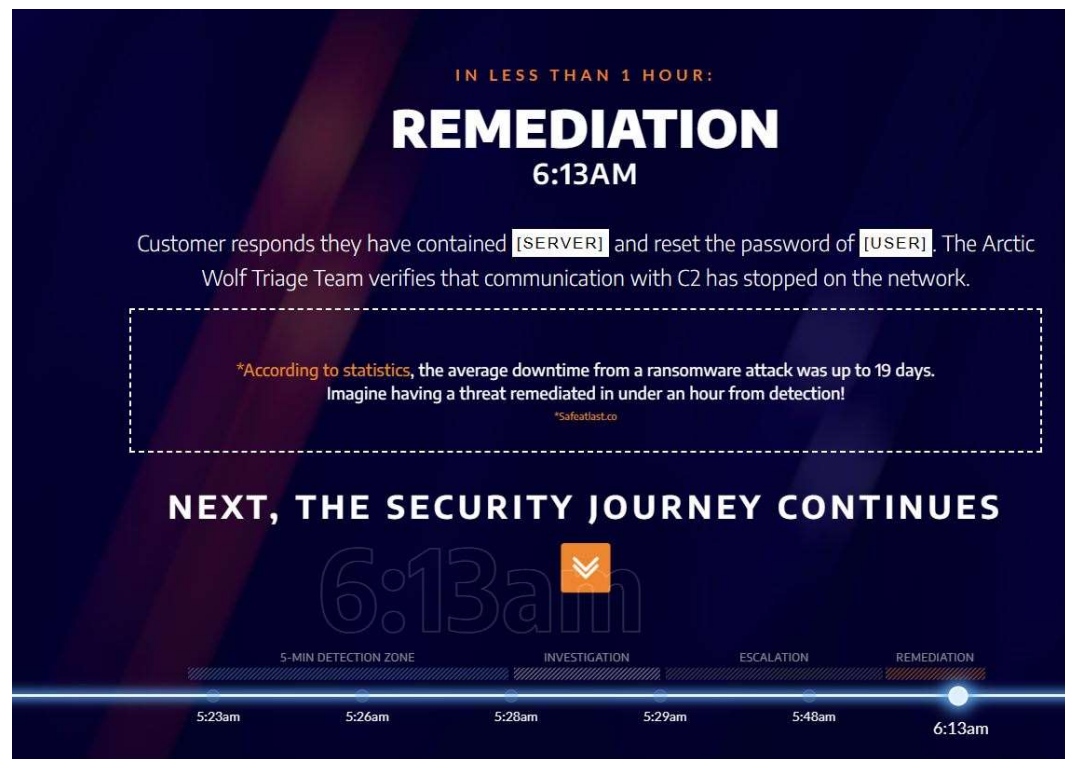 IN LESS THAN 1 HOUR:
REMEDIATION
6:13AM
Customer responds they have contained [SERVER] and reset the password of [USER]. The Arctic
Wolf Triage Team verifies that communication with C2 has stopped on the network.
*According to statistics, the average downtime from a ransomware attack was up to 19 days.
Imagine having a threat remediated in under an hour from detection!
*Safeatlast.co
NEXT, THE SECURITY JOURNEY CONTINUES
6:13am
5-MIN DETECTION ZONE INVESTIGATION ESCALATION REMEDIATION
5:23am 5:26am 5:28am 5:29am 5:48am 6:13am